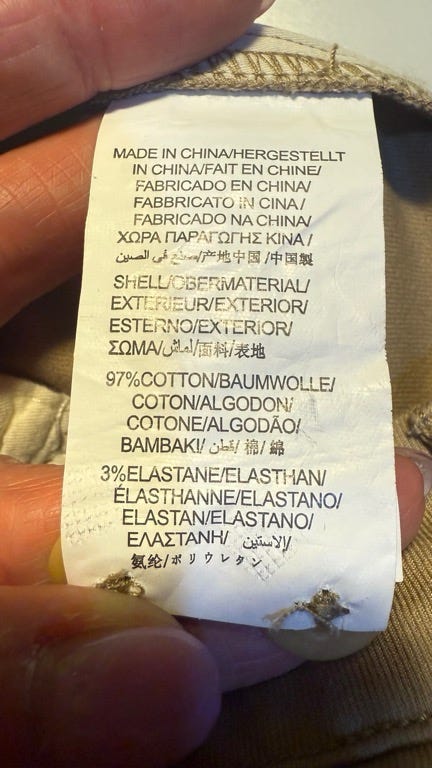 MADE IN CHINA/HERGESTELLT
IN CHINA/FAIT EN CHINE/
FABRICADO EN CHINA/
FABBRICATO IN CINA /
FABRICADO NA CHINA/
ΧΩΡΑ ΠΑΡΑΓΩΓΗΣ ΚΙΝΑ /
صنع في الصين/产地中国 /中国製
SHELL/OBERMATERIAL/
EXTERIEUR/EXTERIOR/
ESTERNO/EXTERIOR/
ΣΩΜΑ/قماش/面料/表地
97%COTTON/BAUMWOLLE/
COTON/ALGODON/
COTONE/ALGODÃO/
ΒΑΜΒΑΚΙ/ قطن/ 棉/ 綿
3%ELASTANE/ELASTHAN/
ÉLASTHANNE/ELASTANO/
ELASTAN/ELASTANO/
ΕΛΑΣΤΑΝΗ/ الاستين/
氨纶/ポリウレタン